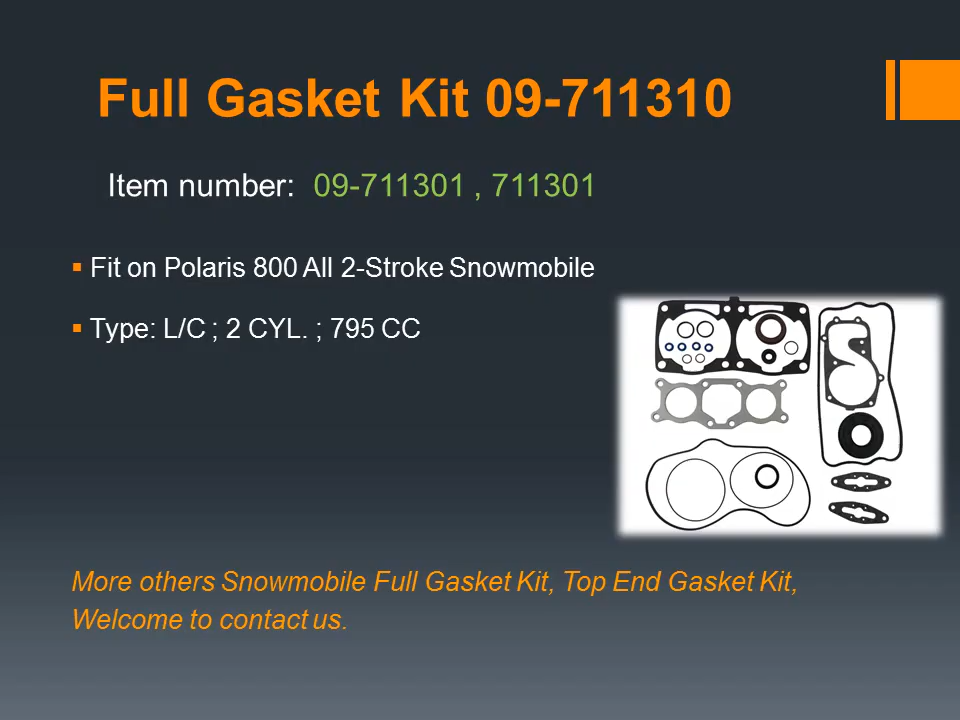 Full Gasket Kit 09-711310
Item number: 09-711301 , 711301
Fit on Polaris 800 All 2-Stroke Snowmobile
Type: L/C ; 2 CYL. ; 795 CC
More others Snowmobile Full Gasket Kit, Top End Gasket Kit,
Welcome to contact us.